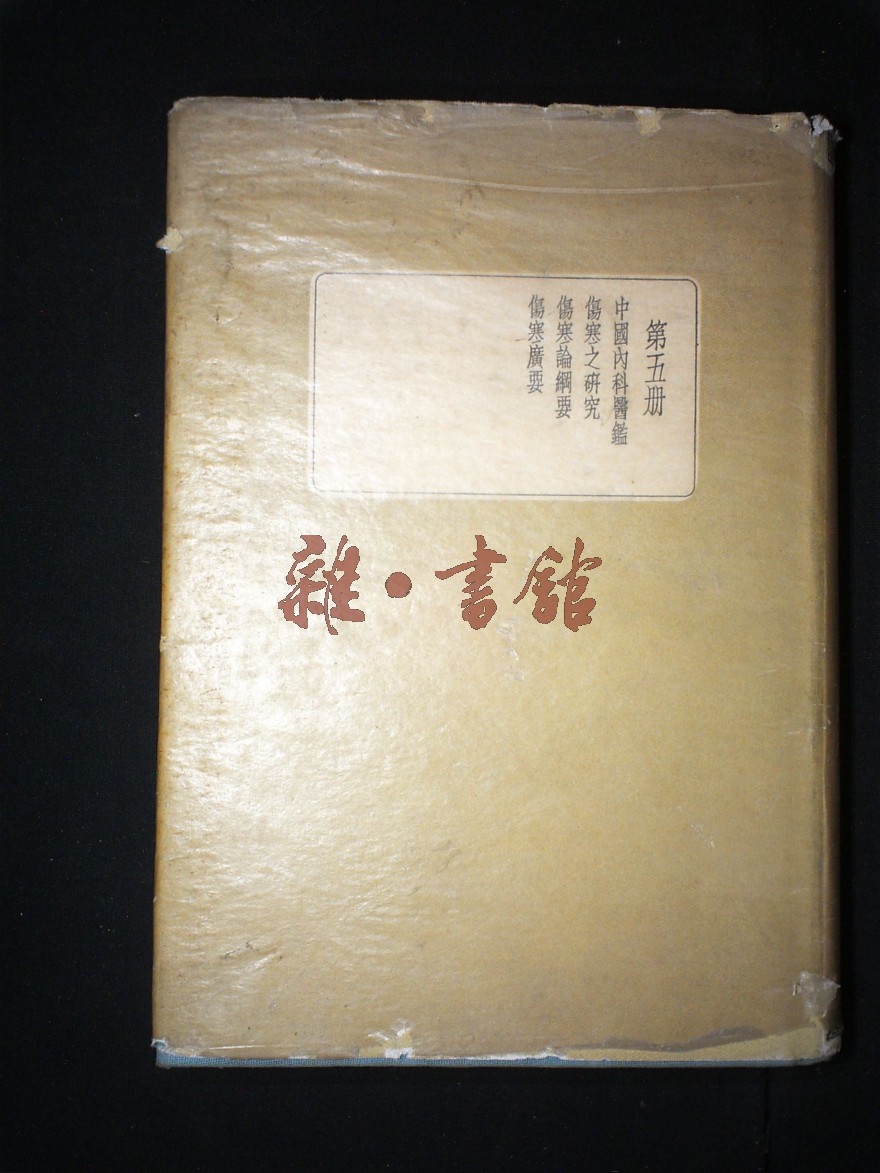 第五册
中國內科醫鑑
傷寒之研究
傷寒論綱要
傷寒廣要
雜·書館